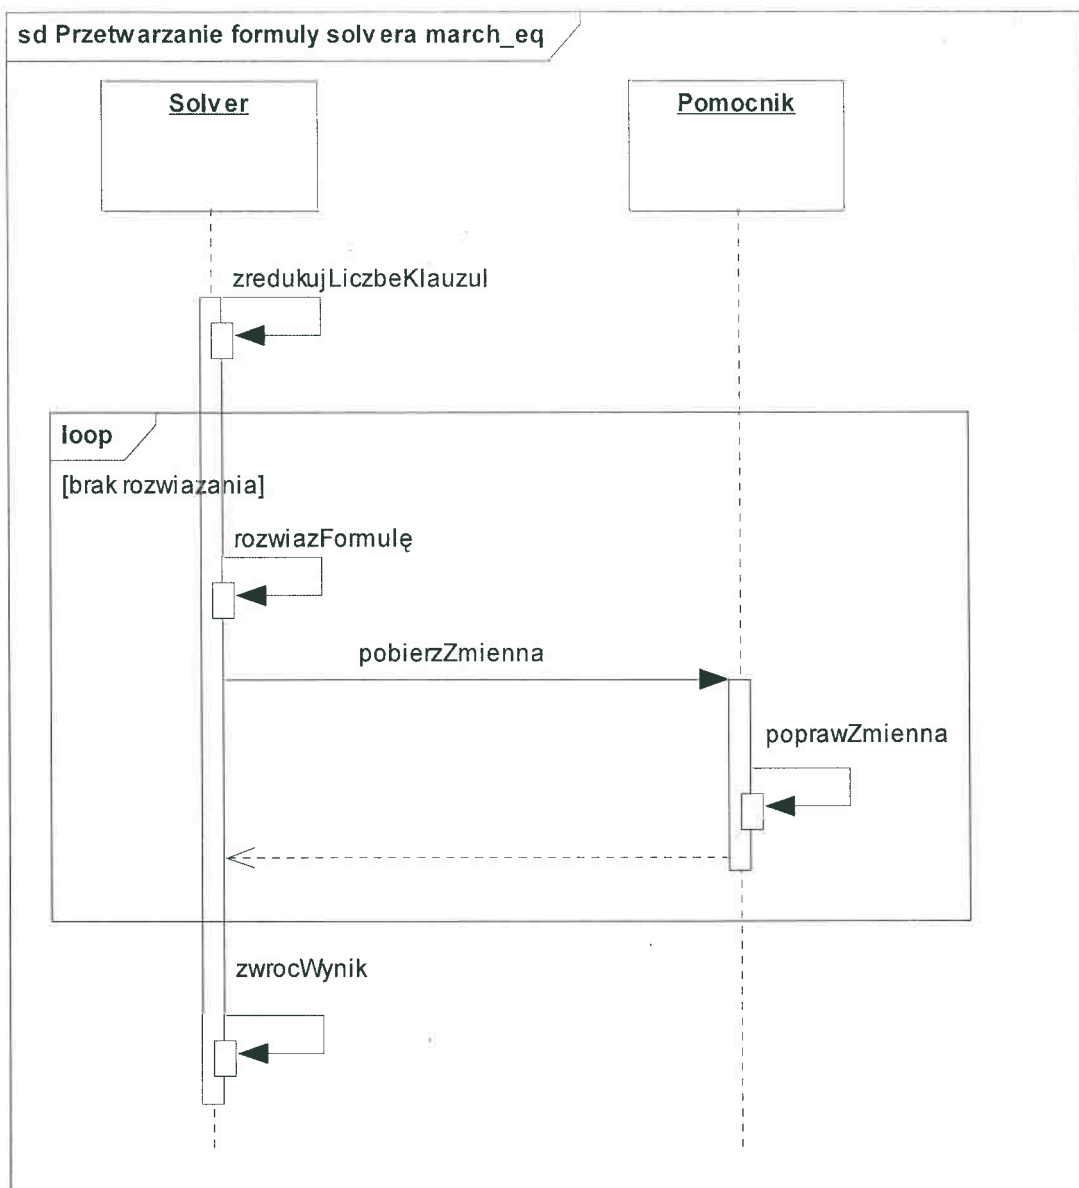 sd Przetwarzanie formuly solvera march_eq
Solver
Pomocnik
zredukujLiczbeKlauzul
loop
[brak rozwiazania]
rozwiazFormulę
pobierzZmienna
poprawZmienna
zwrocWynik